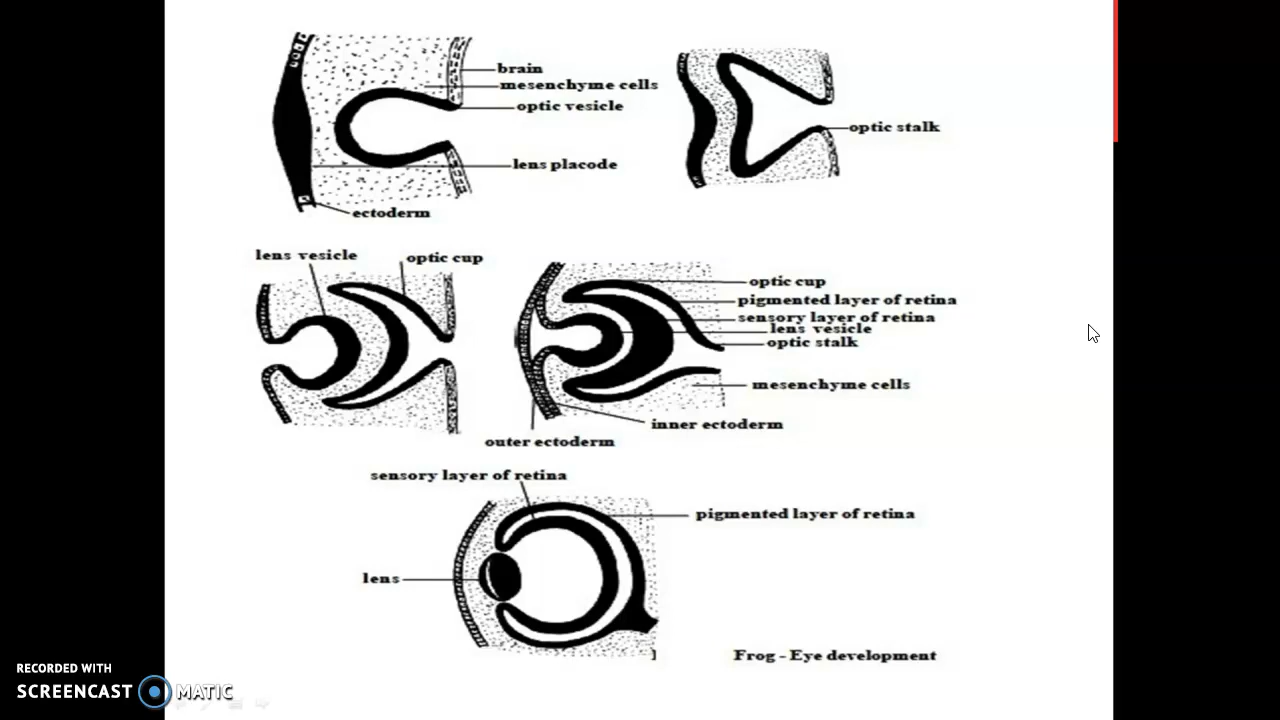 brain
mesenchyme cells
optic vesicle
lens placode
ectoderm
optic stalk
lens vesicle
optic cup
optic cup
pigmented layer of retina
sensory layer of retina
lens vesicle
optic stalk
mesenchyme cells
inner ectoderm
outer ectoderm
sensory layer of retina
pigmented layer of retina
lens
Frog - Eye development
RECORDED WITH
SCREENCAST MATIC